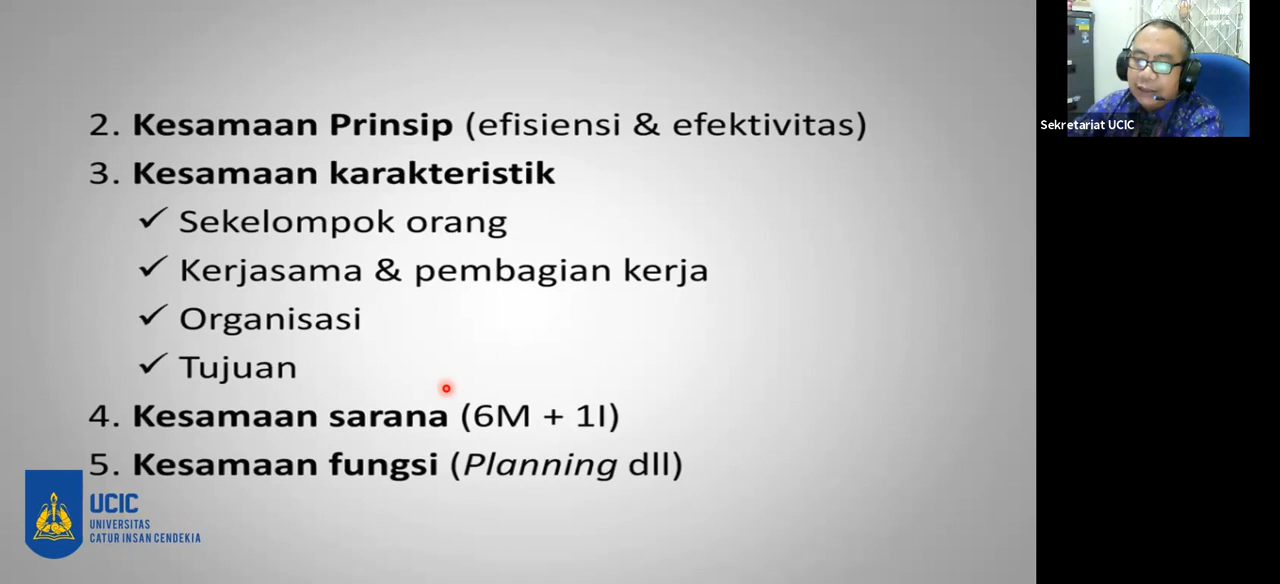 2. Kesamaan Prinsip (efisiensi & efektivitas)
3. Kesamaan karakteristik
✓ Sekelompok orang
✓ Kerjasama & pembagian kerja
✓ Organisasi
✓ Tujuan
4. Kesamaan sarana (6M + 1I)
5. Kesamaan fungsi (Planning dll)
UCIC
UNIVERSITAS
CATUR INSAN CENDEKIA
Sekretariat UCIC